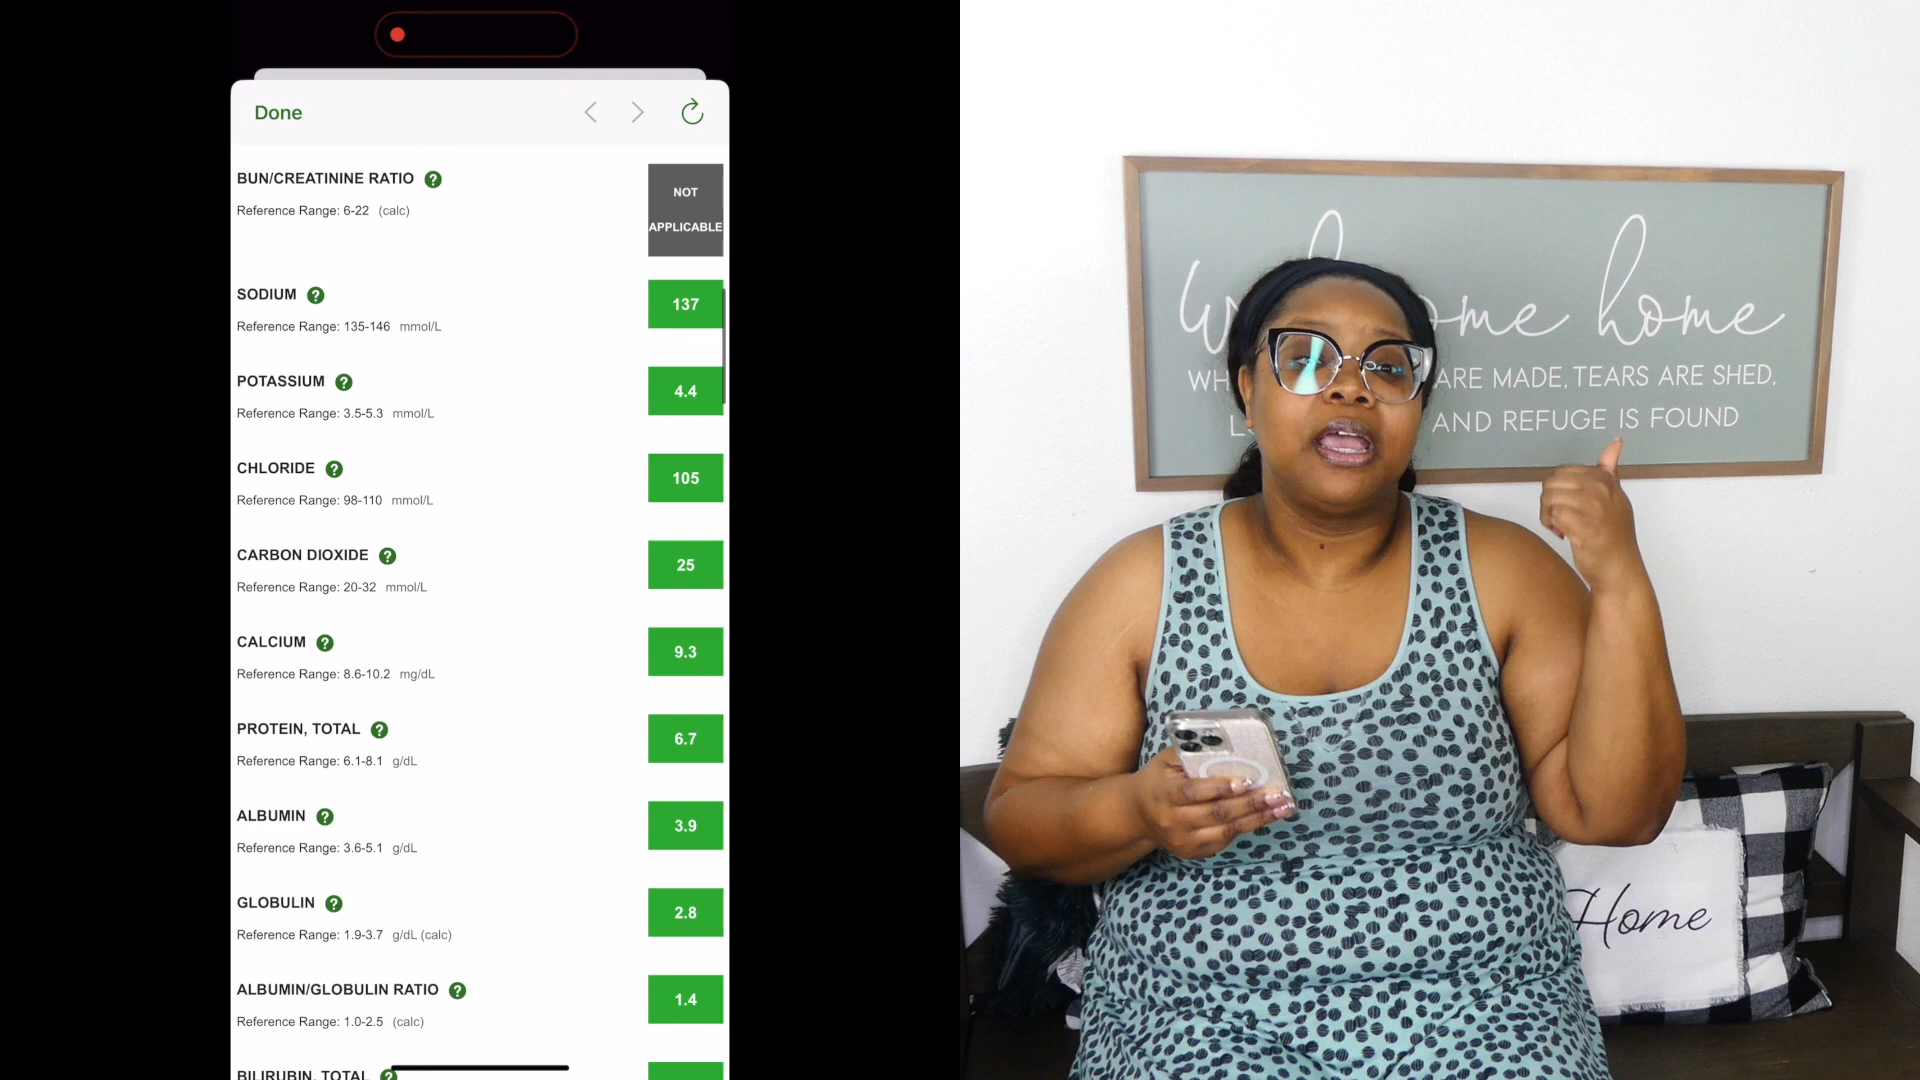 Done
BUN/CREATININE RATIO ?
Reference Range: 6-22 (calc)
NOT
APPLICABLE
SODIUM ?
Reference Range: 135-146 mmol/L
137
POTASSIUM ?
Reference Range: 3.5-5.3 mmol/L
4.4
CHLORIDE ?
Reference Range: 98-110 mmol/L
105
CARBON DIOXIDE ?
Reference Range: 20-32 mmol/L
25
CALCIUM ?
Reference Range: 8.6-10.2 mg/dL
9.3
PROTEIN, TOTAL ?
Reference Range: 6.1-8.1 g/dL
6.7
ALBUMIN ?
Reference Range: 3.6-5.1 g/dL
3.9
GLOBULIN ?
Reference Range: 1.9-3.7 g/dL (calc)
2.8
ALBUMIN/GLOBULIN RATIO ?
Reference Range: 1.0-2.5 (calc)
1.4
BILIRUBIN, TOTAL ?
home
ARE MADE, TEARS ARE SHED,
AND REFUGE IS FOUND
Home